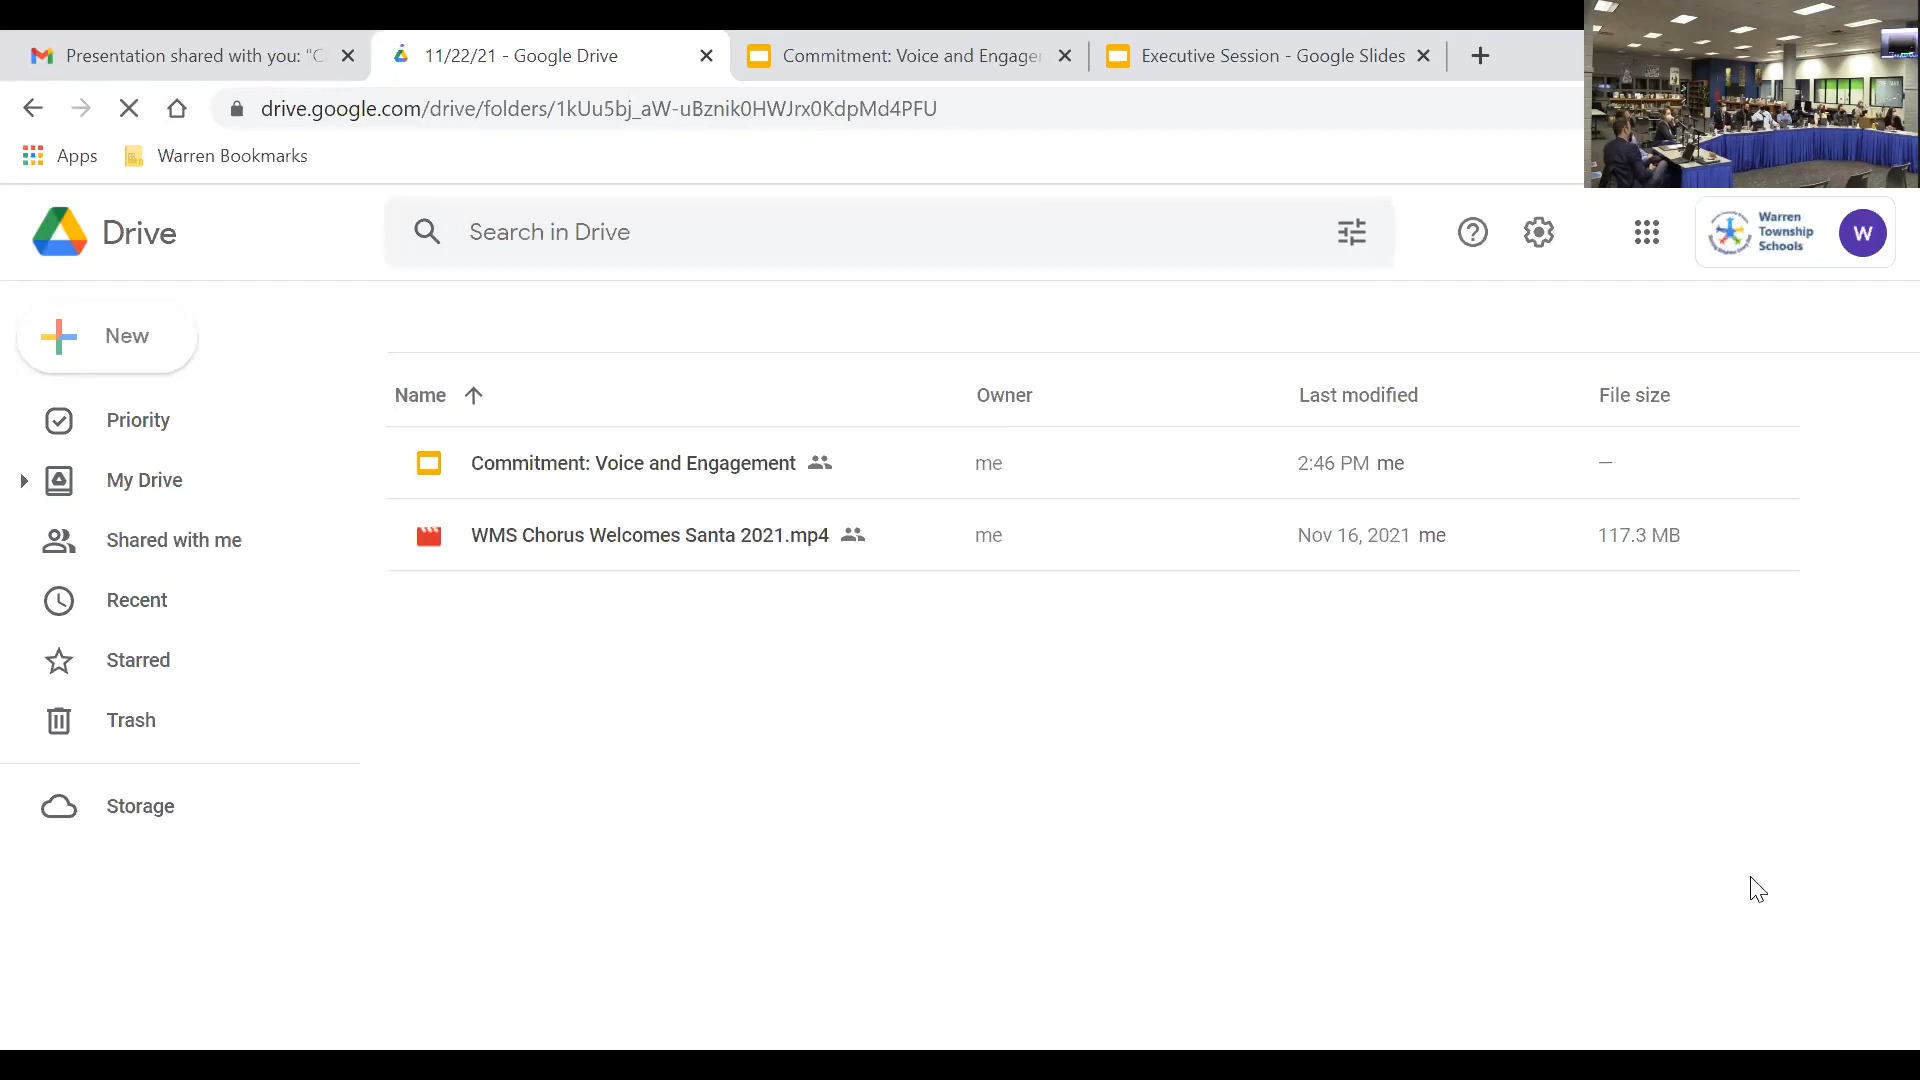 Presentation shared with you: "C
11/22/21 - Google Drive
Commitment: Voice and Engage
Executive Session - Google Slides
drive.google.com/drive/folders/1kUu5bj_aW-uBznik0HWJrx0KdpMd4PFU
Apps
Warren Bookmarks
Drive
Search in Drive
Warren
Township
Schools
W
New
Name
Owner
Last modified
File size
Priority
Commitment: Voice and Engagement
me
2:46 PM me
—
My Drive
WMS Chorus Welcomes Santa 2021.mp4
me
Nov 16, 2021 me
117.3 MB
Shared with me
Recent
Starred
Trash
Storage